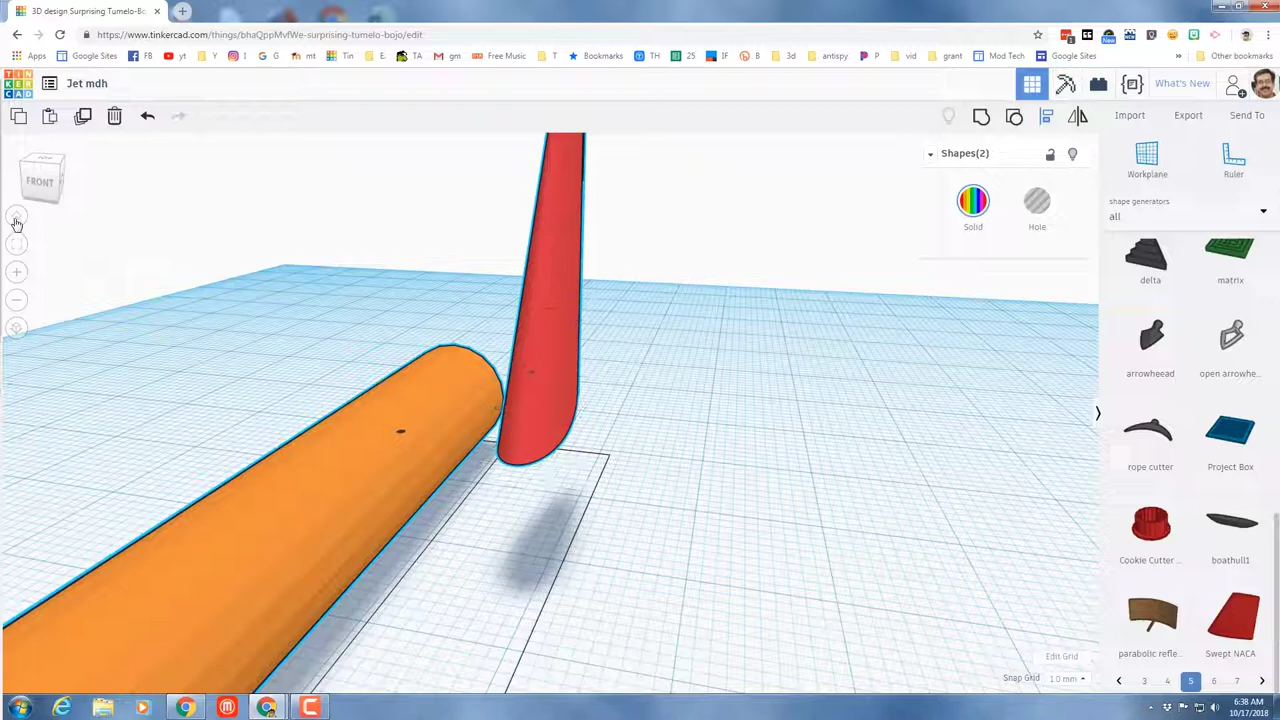 3D design Surprising Tumelo-Bo
https://www.tinkercad.com/things/bhaQppMvfWe-surprising-tumelo-bojo/edit
Apps Google Sites FB yt Y I G mt Tin E. TA gm Free Music T Bookmarks TH 25 IF B 3d antispy. P vid grant Mod Tech Google Sites Other bookmarks
TIN
KER
CAD
Jet mdh
What's New
Import Export Send To
Shapes(2)
Solid Hole
Workplane Ruler
shape generators
all
FRONT
delta matrix
arrowheead open arrowhe...
rope cutter Project Box
Cookie Cutter ... boathull1
parabolic refle... Swept NACA
Edit Grid
Snap Grid 1.0 mm
3 4 5 6 7
6:38 AM
10/17/2018